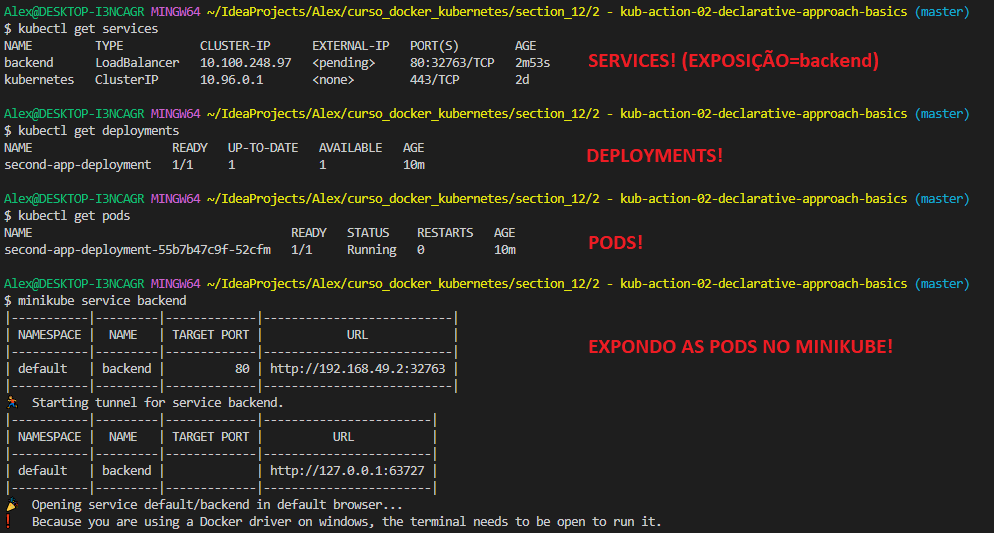 Alex@DESKTOP-I3NCAGR MINGW64 ~/IdeaProjects/Alex/curso_docker_kubernetes/section_12/2 - kub-action-02-declarative-approach-basics (master)
$ kubectl get services
NAME         TYPE           CLUSTER-IP      EXTERNAL-IP   PORT(S)        AGE
backend      LoadBalancer   10.100.248.97   <pending>     80:32763/TCP   2m53s
kubernetes   ClusterIP      10.96.0.1       <none>        443/TCP        2d
SERVICES! (EXPOSIÇÃO=backend)
Alex@DESKTOP-I3NCAGR MINGW64 ~/IdeaProjects/Alex/curso_docker_kubernetes/section_12/2 - kub-action-02-declarative-approach-basics (master)
$ kubectl get deployments
NAME                    READY   UP-TO-DATE   AVAILABLE   AGE
second-app-deployment   1/1     1            1           10m
DEPLOYMENTS!
Alex@DESKTOP-I3NCAGR MINGW64 ~/IdeaProjects/Alex/curso_docker_kubernetes/section_12/2 - kub-action-02-declarative-approach-basics (master)
$ kubectl get pods
NAME                                     READY   STATUS    RESTARTS   AGE
second-app-deployment-55b7b47c9f-52cfm   1/1     Running   0          10m
PODS!
Alex@DESKTOP-I3NCAGR MINGW64 ~/IdeaProjects/Alex/curso_docker_kubernetes/section_12/2 - kub-action-02-declarative-approach-basics (master)
$ minikube service backend
|-----------|---------|-------------|---------------------------|
| NAMESPACE |  NAME   | TARGET PORT |            URL            |
|-----------|---------|-------------|---------------------------|
| default   | backend |          80 | http://192.168.49.2:32763 |
|-----------|---------|-------------|---------------------------|
EXPONDO AS PODS NO MINIKUBE!
🏃 Starting tunnel for service backend.
|-----------|---------|-------------|------------------------|
| NAMESPACE |  NAME   | TARGET PORT |          URL           |
|-----------|---------|-------------|------------------------|
| default   | backend |             | http://127.0.0.1:63727 |
|-----------|---------|-------------|------------------------|
🎉 Opening service default/backend in default browser...
❗ Because you are using a Docker driver on windows, the terminal needs to be open to run it.